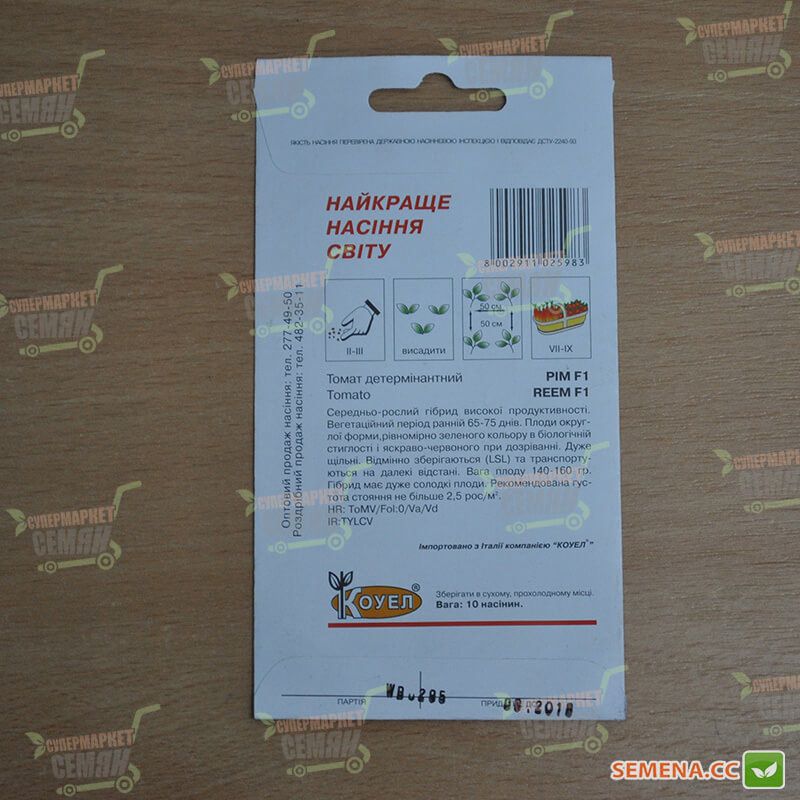 ЯКІСТЬ НАСІННЯ ПЕРЕВІРЕНА ДЕРЖАВНОЮ НАСІННЄВОЮ ІНСПЕКЦІЄЮ І ВІДПОВІДАЄ ДСТУ-2240-93
НАЙКРАЩЕ
НАСІННЯ
СВІТУ
8 002911 025983
50 см
50 см
II-III
висадити
VII-IX
Томат детермінантний РІМ F1
Tomato REEM F1
Середньо-рослий гібрид високої продуктивності.
Вегетаційний період ранній 65-75 днів. Плоди округ-
лої форми,рівномірно зеленого кольору в біологічній
стиглості і яскраво-червоного при дозріванні. Дуже
щільні. Відмінно зберігаються (LSL) та транспорту-
ються на далекі відстані. Вага плоду 140-160 гр.
Гібрид має дуже солодкі плоди. Рекомендована гус-
тота стояння не більше 2,5 рос/м².
HR: ToMV/Fol:0/Va/Vd
IR:TYLCV
Імпортовано з Італії компанією “КОУЕЛ®”
Оптовий продаж насіння: тел. 277-49-50
Роздрібний продаж насіння: тел. 482-35-11
КОУЕЛ®
Зберігати в сухому, прохолодному місці.
Вага: 10 насінин.
ПАРТІЯ
ДО 2018
СУПЕРМАРКЕТ
СЕМЯН
SEMENA.CC